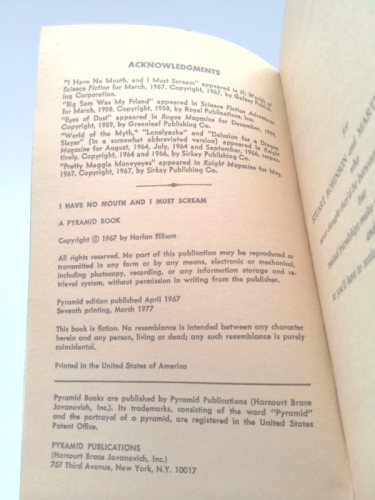 ACKNOWLEDGMENTS
"I Have No Mouth, and I Must Scream" appeared in If: Worlds of
Science Fiction for March, 1967. Copyright, 1967, by Galaxy Publish-
ing Corporation.
"Big Sam Was My Friend" appeared in Science Fiction Adventures
for March, 1958. Copyright, 1958, by Royal Publications, Inc.
"Eyes of Dust" appeared in Rogue Magazine for December, 1959.
Copyright, 1959, by Greenleaf Publishing Co.
"World of the Myth," "Lonelyache" and "Delusion for a Dragon
Slayer" (in a somewhat abbreviated version) appeared in Knight
Magazine for August, 1964, July, 1964 and September, 1966, respec-
tively. Copyright, 1964 and 1966, by Sirkay Publishing Co.
"Pretty Maggie Moneyeyes" appeared in Knight Magazine for May,
1967. Copyright, 1967, by Sirkay Publishing Co.
I HAVE NO MOUTH AND I MUST SCREAM
A PYRAMID BOOK
Copyright © 1967 by Harlan Ellison
All rights reserved. No part of this publication may be reproduced or
transmitted in any form or by any means, electronic or mechanical,
including photocopy, recording, or any information storage and re-
trieval system, without permission in writing from the publisher.
Pyramid edition published April 1967
Seventh printing, March 1977
This book is fiction. No resemblance is intended between any character
herein and any person, living or dead; any such resemblance is purely
coincidental.
Printed in the United States of America
Pyramid Books are published by Pyramid Publications (Harcourt Brace
Jovanovich, Inc.). Its trademarks, consisting of the word "Pyramid"
and the portrayal of a pyramid, are registered in the United States
Patent Office.
PYRAMID PUBLICATIONS
(Harcourt Brace Jovanovich, Inc.)
757 Third Avenue, New York, N.Y. 10017
STUART ROBINSON